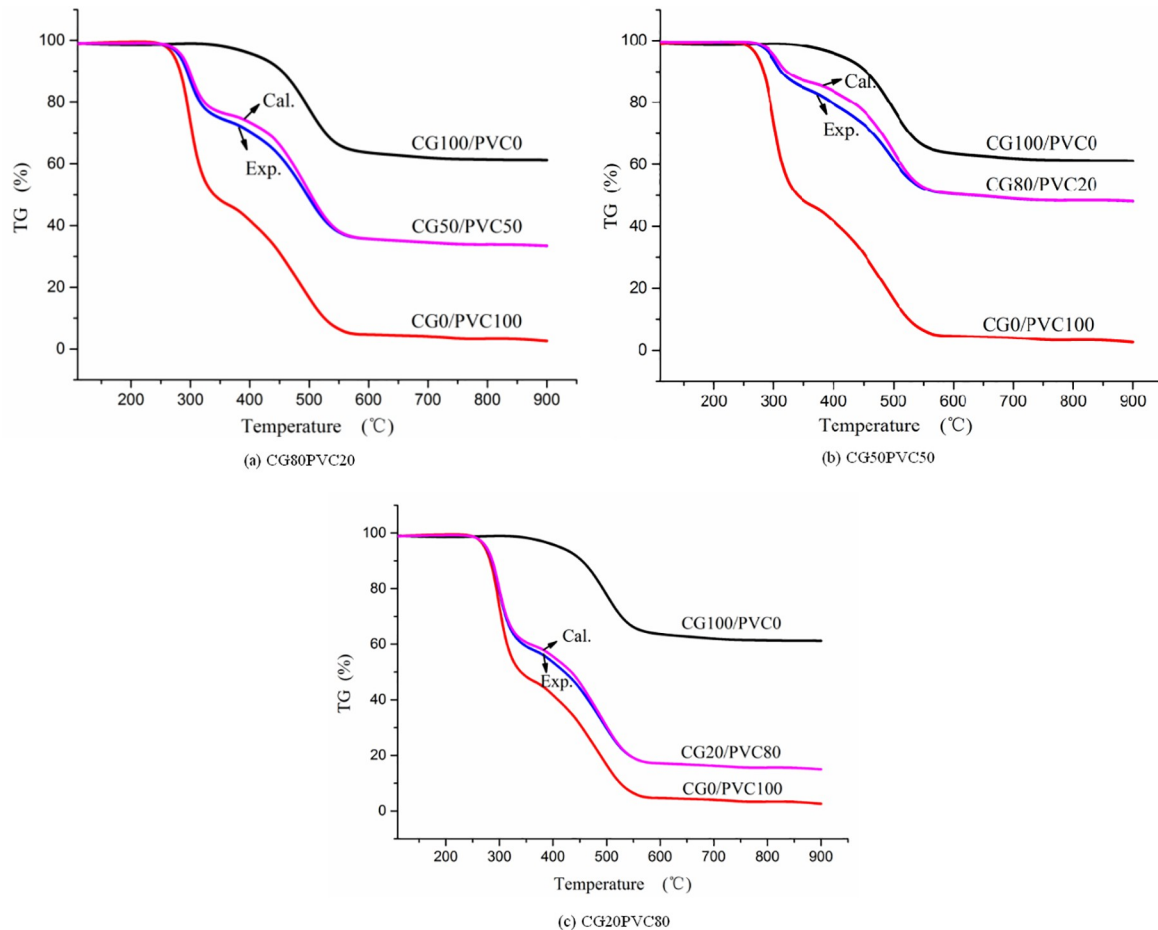 100
80
60
40
20
0
TG (%)
Cal.
Exp.
CG100/PVC0
CG50/PVC50
CG0/PVC100
200 300 400 500 600 700 800 900
Temperature (℃)
(a) CG80PVC20
100
80
60
40
20
0
TG (%)
Cal.
Exp.
CG100/PVC0
CG80/PVC20
CG0/PVC100
200 300 400 500 600 700 800 900
Temperature (℃)
(b) CG50PVC50
100
80
60
40
20
0
TG (%)
Cal.
Exp.
CG100/PVC0
CG20/PVC80
CG0/PVC100
200 300 400 500 600 700 800 900
Temperature (℃)
(c) CG20PVC80